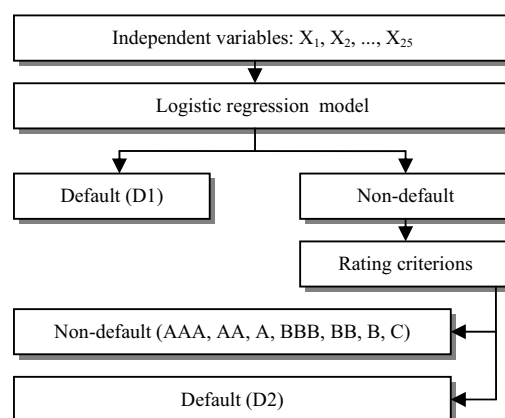 Independent variables: X₁, X₂, ..., X₂₅
Logistic regression model
Default (D1)
Non-default
Rating criterions
Non-default (AAA, AA, A, BBB, BB, B, C)
Default (D2)